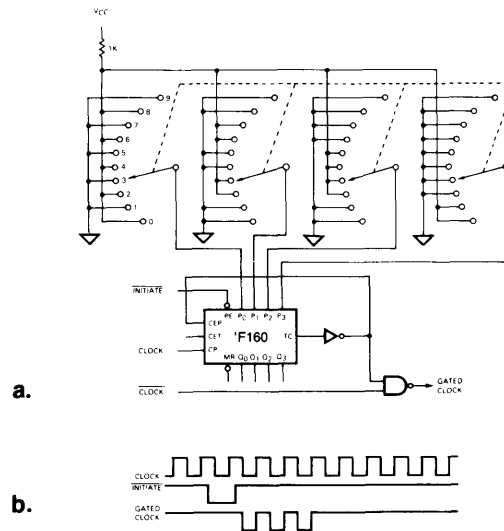 VCC
1K
9
8
7
6
5
4
3
2
1
0
INITIATE
PE P0 P1 P2 P3
CEP
CET 'F160 TC
CLOCK CP
MR Q0 Q1 Q2 Q3
CLOCK
GATED
CLOCK
a.
CLOCK
INITIATE
GATED
CLOCK
b.